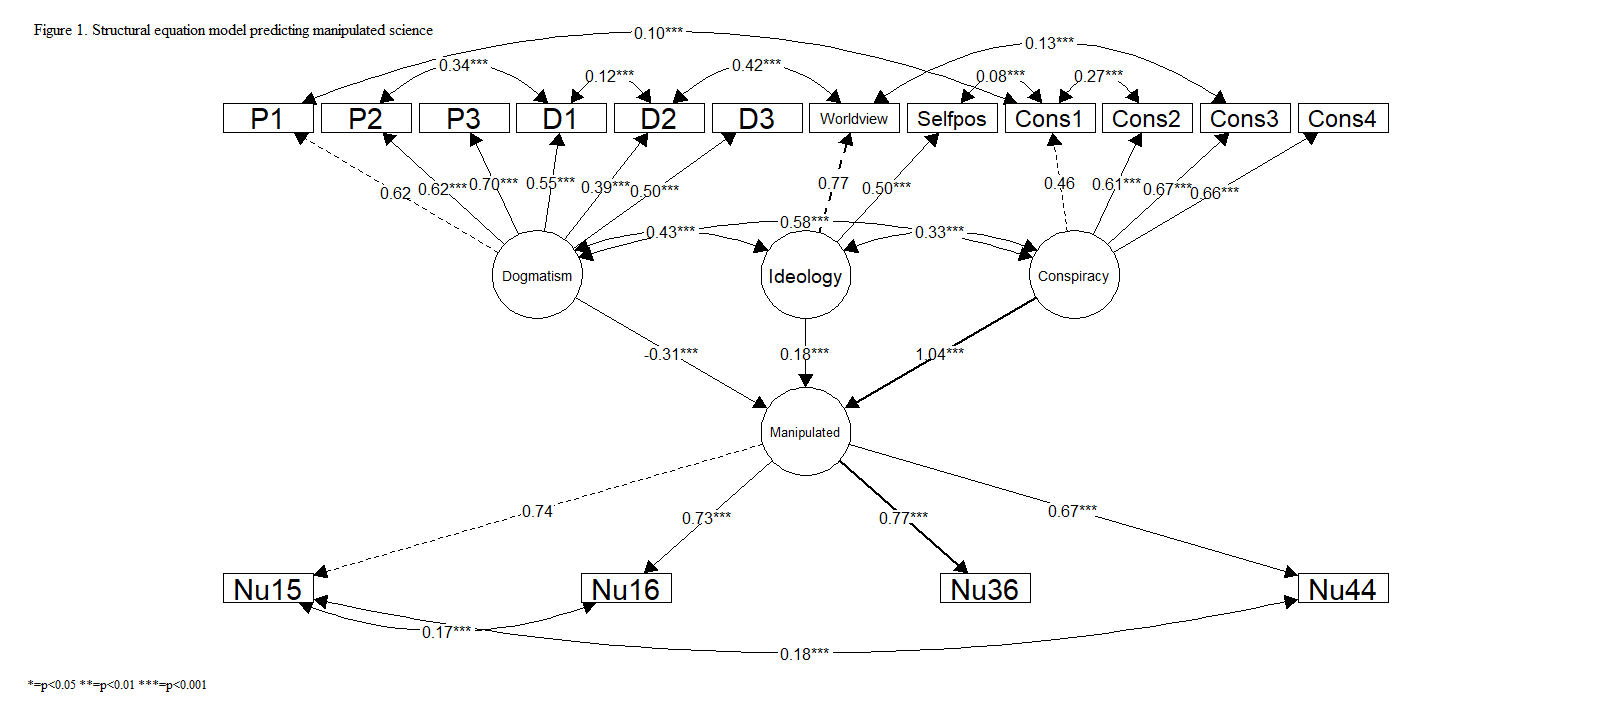 Figure 1. Structural equation model predicting manipulated science
0.10***
0.13***
0.34*** 0.12*** 0.42*** 0.08*** 0.27***
P1 P2 P3 D1 D2 D3 Worldview Selfpos Cons1 Cons2 Cons3 Cons4
0.62 0.62*** 0.70*** 0.55*** 0.39*** 0.50*** 0.77 0.50*** 0.46 0.61*** 0.67*** 0.66***
0.58***
0.43*** 0.33***
Dogmatism Ideology Conspiracy
-0.31*** 0.18*** 1.04***
Manipulated
0.74 0.73*** 0.77*** 0.67***
Nu15 Nu16 Nu36 Nu44
0.17***
0.18***
*=p<0.05 **=p<0.01 ***=p<0.001